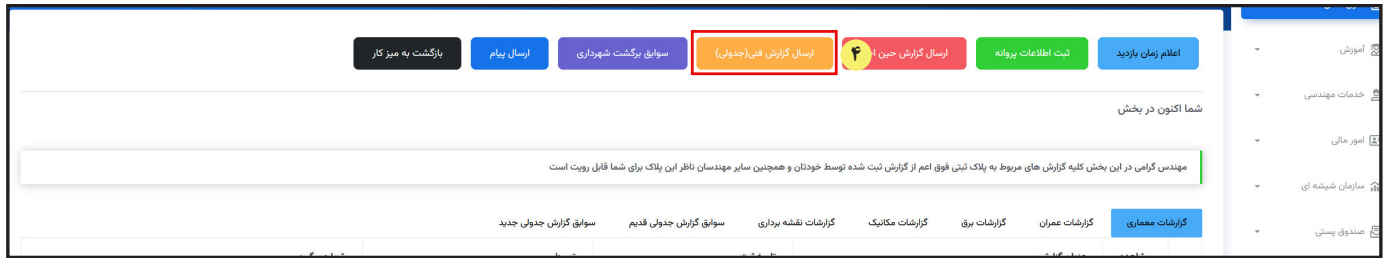 اعلام زمان بازدید
ثبت اطلاعات پروانه
ارسال گزارش حین
۴
ارسال گزارش فنی(جدولی)
سوابق برگشت شهرداری
ارسال پیام
بازگشت به میز کار
شما اکنون در بخش
مهندس گرامی در این بخش کلیه گزارش های مربوط به پلاک ثبتی فوق اعم از گزارش ثبت شده توسط خودتان و همچنین سایر مهندسان ناظر این پلاک برای شما قابل رویت است
گزارشات معماری
گزارشات عمران
گزارشات برق
گزارشات مکانیک
گزارشات نقشه برداری
سوابق گزارش جدولی قدیم
سوابق گزارش جدولی جدید
آموزش
خدمات مهندسی
امور مالی
سازمان شیشه ای
صندوق پستی